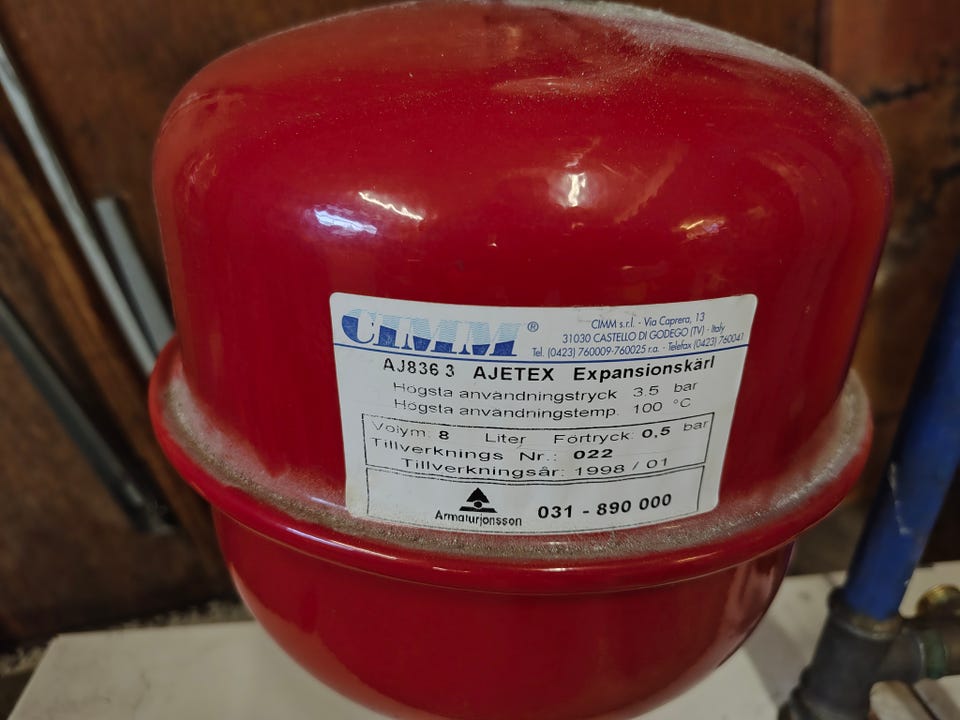 CIMM®
CIMM s.r.l. - Via Caprera, 13
31030 CASTELLO DI GODEGO (TV) - Italy
Tel. (0423) 760009-760025 r.a. - Telefax (0423) 760041
AJ836 3 AJETEX Expansionskärl
Högsta användningstryck 3.5 bar
Högsta användningstemp. 100 °C
Volym: 8 Liter Förtryck: 0,5 bar
Tillverknings Nr.: 022
Tillverkningsår: 1998 / 01
Armaturjonsson 031 - 890 000